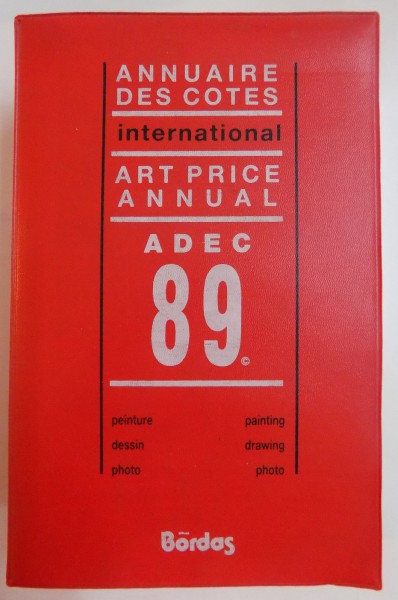 ANNUAIRE
DES COTES
international
ART PRICE
ANNUAL
ADEC
89 ©
peinture painting
dessin drawing
photo photo
Bordas